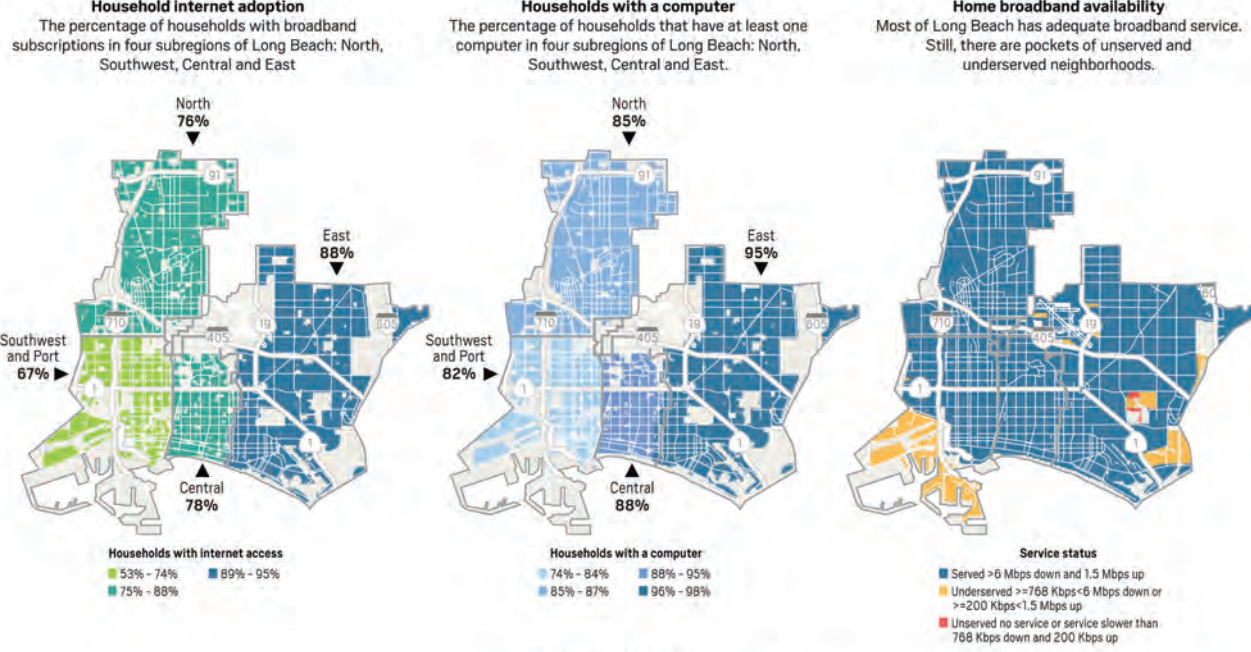 Household internet adoption
The percentage of households with broadband
subscriptions in four subregions of Long Beach: North,
Southwest, Central and East
North
76%
91
East
88%
710
19
605
405
Southwest
and Port
67%
1
1
Central
78%
Households with internet access
53% - 74%
89% - 95%
75% - 88%
Households with a computer
The percentage of households that have at least one
computer in four subregions of Long Beach: North,
Southwest, Central and East.
North
85%
91
East
95%
710
19
605
405
Southwest
and Port
82%
1
1
Central
88%
Households with a computer
74% - 84%
88% - 95%
85% - 87%
96% - 98%
Home broadband availability
Most of Long Beach has adequate broadband service.
Still, there are pockets of unserved and
underserved neighborhoods.
91
60
710
19
405
1
1
Service status
Served >6 Mbps down and 1.5 Mbps up
Underserved >=768 Kbps<6 Mbps down or
>=200 Kbps<1.5 Mbps up
Unserved no service or service slower than
768 Kbps down and 200 Kbps up